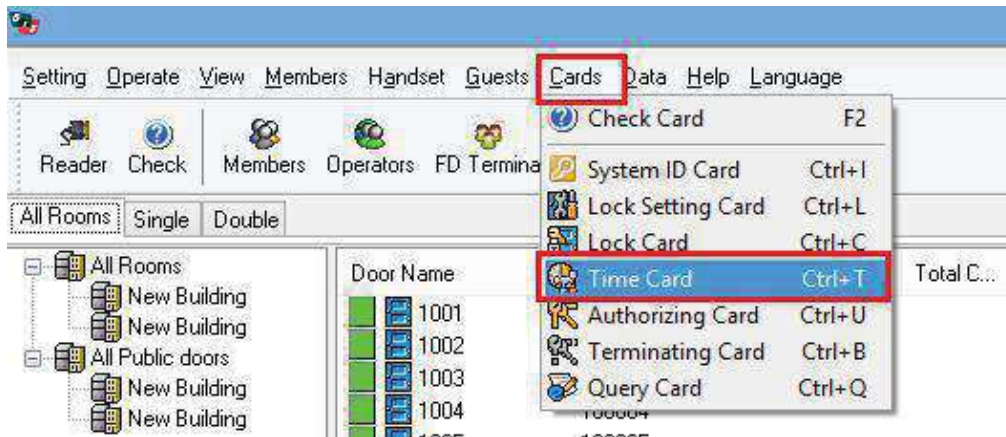 Setting Operate View Members Handset Guests Cards Data Help Language
Reader Check Members Operators FD Termina
Check Card F2
System ID Card Ctrl+I
Lock Setting Card Ctrl+L
Lock Card Ctrl+C
Time Card Ctrl+T
Authorizing Card Ctrl+U
Terminating Card Ctrl+B
Query Card Ctrl+Q
All Rooms Single Double
All Rooms
New Building
New Building
All Public doors
New Building
New Building
Door Name Total C...
1001
1002
1003
1004